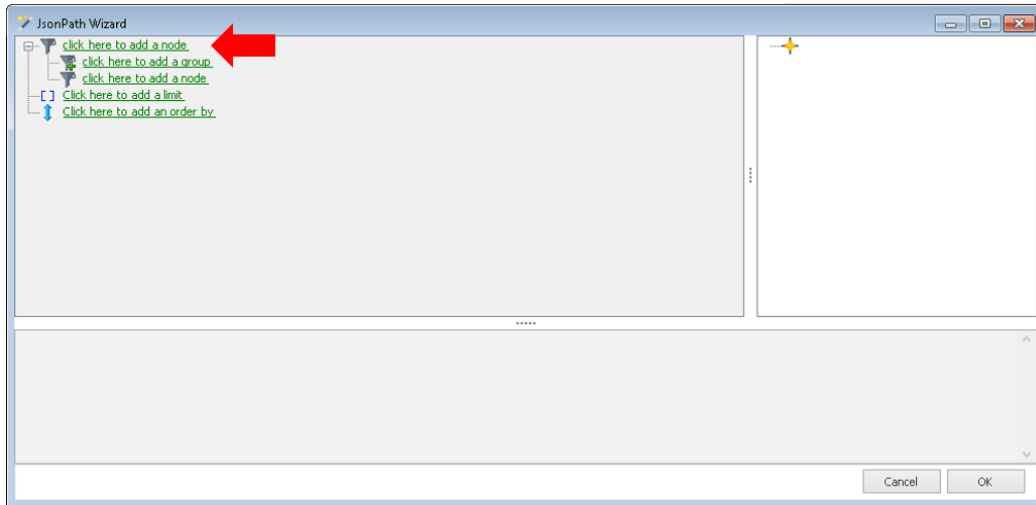 JsonPath Wizard
click here to add a node
click here to add a group
click here to add a node
Click here to add a limit
Click here to add an order by
Cancel
OK